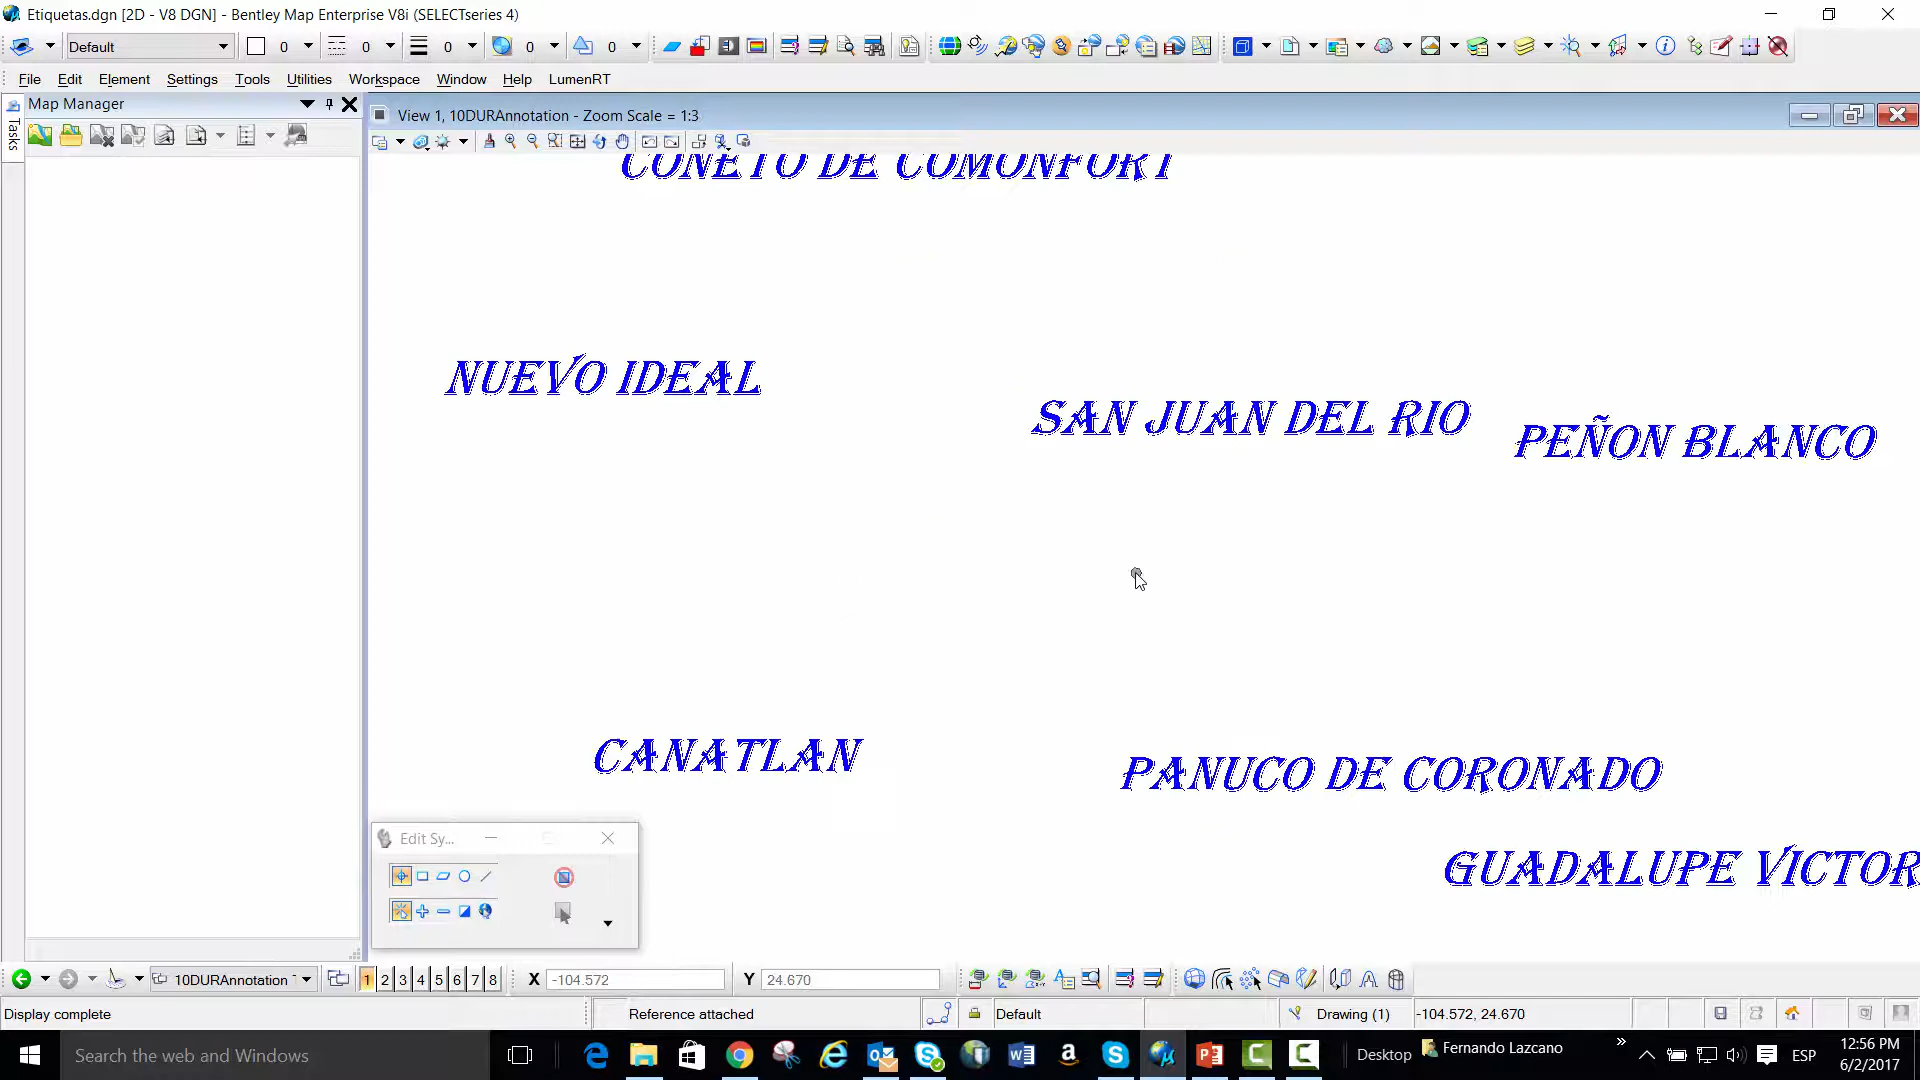 Etiquetas.dgn [2D - V8 DGN] - Bentley Map Enterprise V8i (SELECTseries 4)
Default 0 0 0 0 0
File Edit Element Settings Tools Utilities Workspace Window Help LumenRT
Map Manager
Tasks
View 1, 10DURAnnotation - Zoom Scale = 1:3
CONETO DE COMONFORT
NUEVO IDEAL
SAN JUAN DEL RIO
PEÑON BLANCO
CANATLAN
PANUCO DE CORONADO
GUADALUPE VICTOR
Edit Sy...
10DURAnnotation 1 2 3 4 5 6 7 8 X -104.572 Y 24.670
Display complete Reference attached Default Drawing (1) -104.572, 24.670
Search the web and Windows Desktop Fernando Lazcano ESP 12:56 PM
6/2/2017